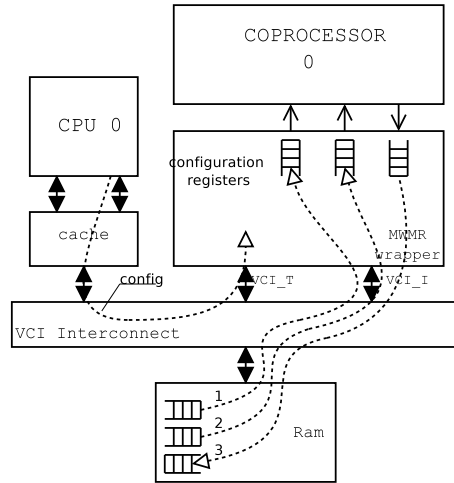 COPROCESSOR
0
CPU 0
configuration
registers
cache
MWMR
wrapper
config
VCI_T
VCI_I
VCI Interconnect
1
2
3
Ram